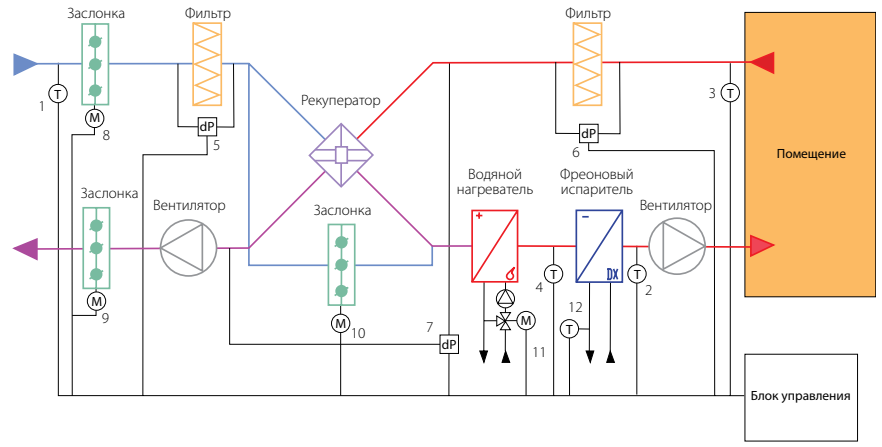 Заслонка
Фильтр
Фильтр
T
1
M
8
dP
5
Рекуператор
dP
6
3
T
Помещение
Заслонка
Вентилятор
Заслонка
Водяной
нагреватель
Фреоновый
испаритель
Вентилятор
+
–
DX
T
4
T
2
M
9
M
10
7
dP
M
11
12
T
Блок управления